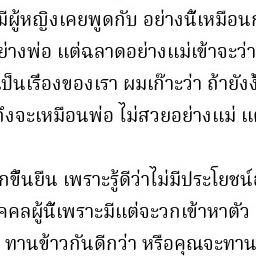 มีผู้หญิงเคยพูดกับ อย่างนี้เหมือนก
ย่างพ่อ แต่ฉลาดอย่างแม่เข้าจะว่า
ป็นเรื่องของเรา ผมเก๊าะว่า ถ้ายังงั้
ถึงจะเหมือนพ่อ ไม่สวยอย่างแม่ แต
กขึ้นยืน เพราะรู้ดีว่าไม่มีประโยชน์
คคลผู้นี้เพราะมีแต่จะวกเข้าหาตัว
ทานข้าวกันดีกว่า หรือคุณจะทาน